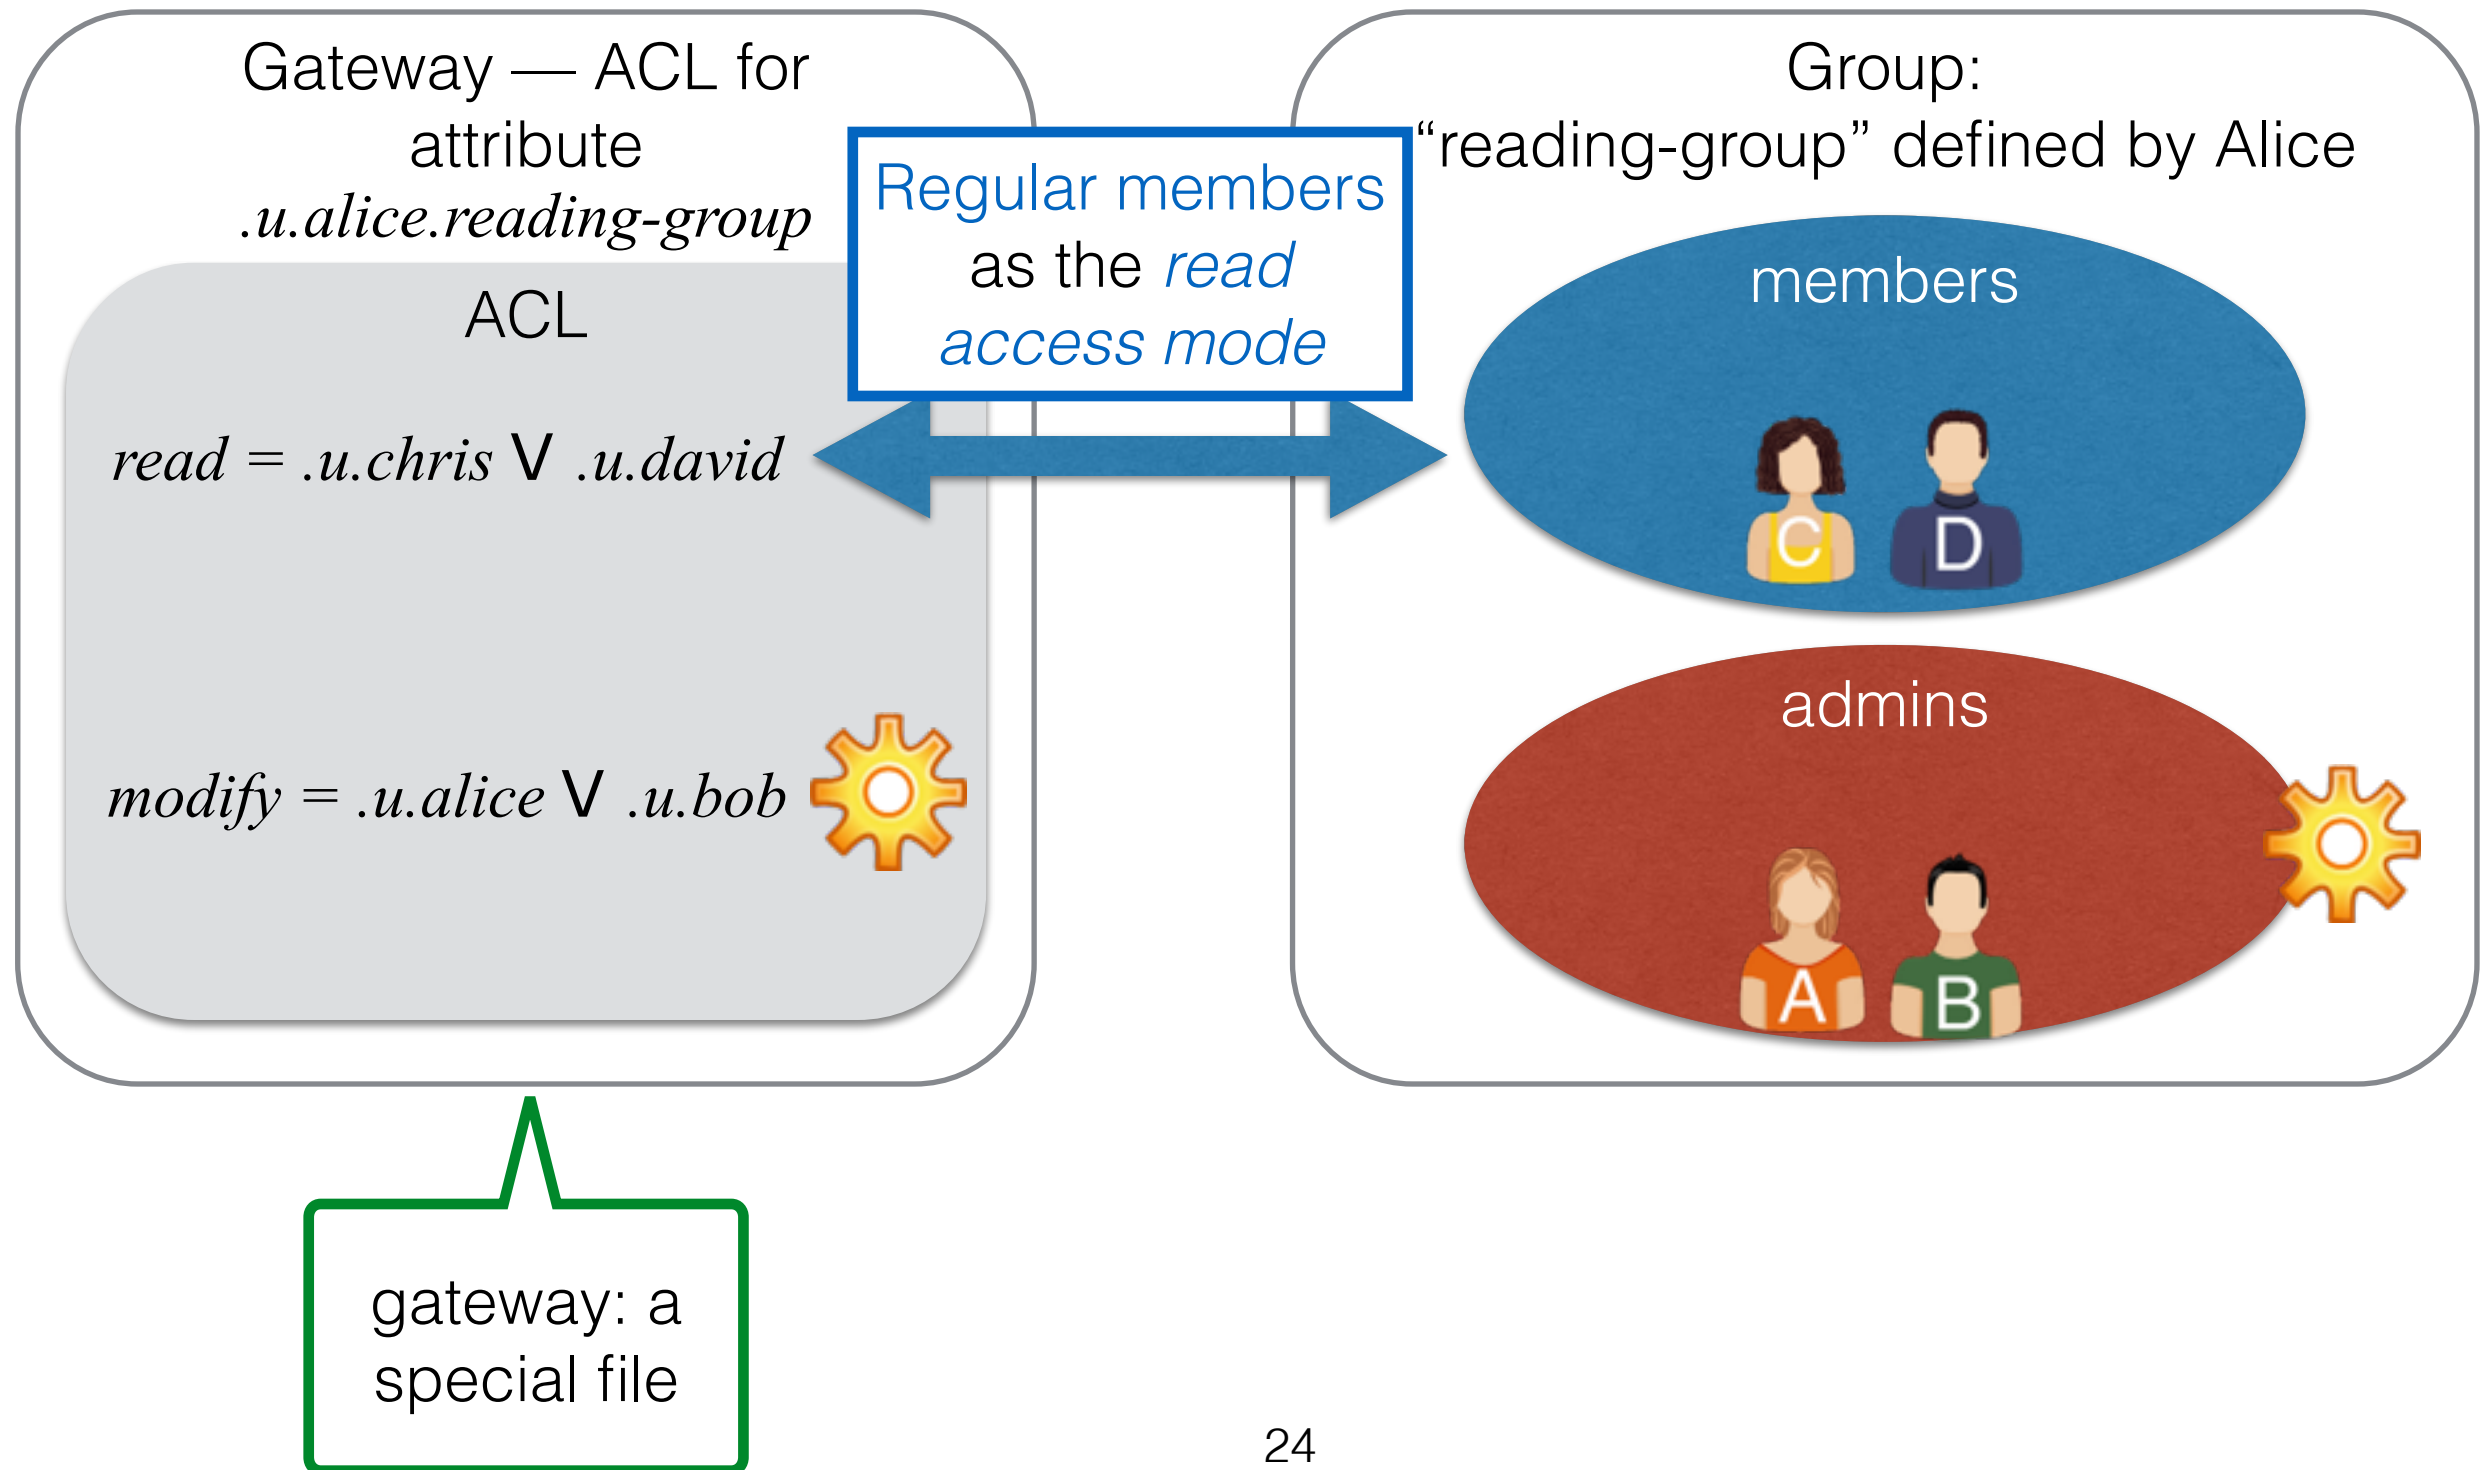 Gateway — ACL for
attribute
.u.alice.reading-group
ACL
read = .u.chris ∨ .u.david
modify = .u.alice ∨ .u.bob
Regular members
as the read
access mode
Group:
“reading-group” defined by Alice
members
C D
admins
A B
gateway: a
special file
24